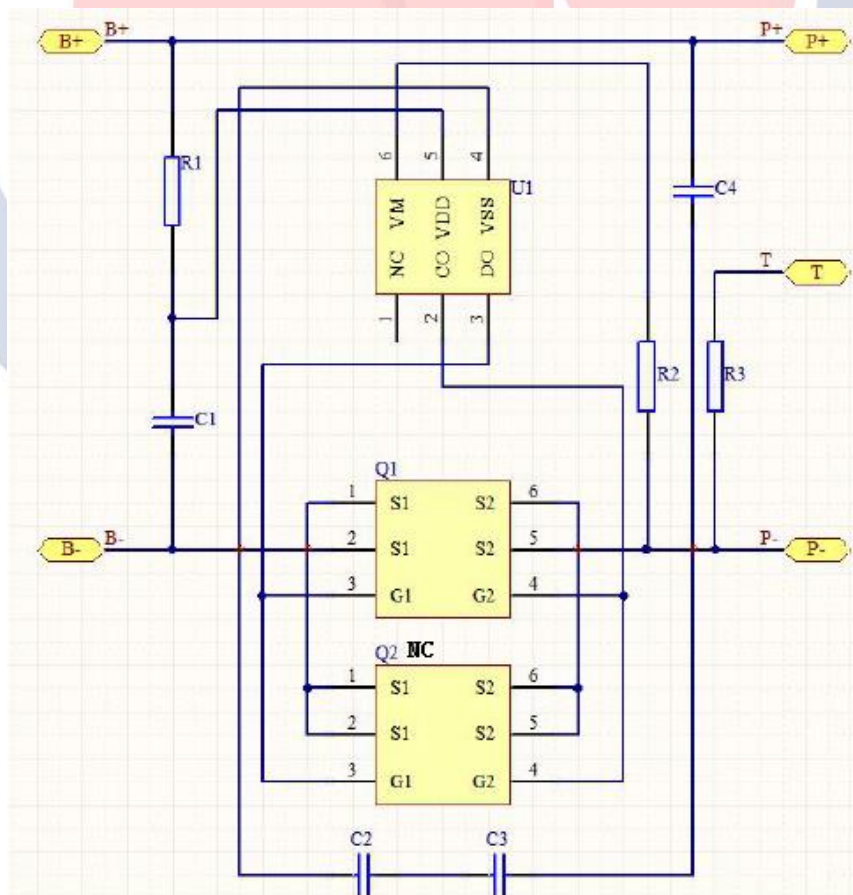 B+ B+ P+ P+
R1
6 5 4
U1
VM VDD VSS
NC CO DO
1 2 3
C4
T T
R2 R3
C1
Q1
1 S1 S2 6
B- B- 2 S1 S2 5 P- P-
3 G1 G2 4
Q2 NC
1 S1 S2 6
2 S1 S2 5
3 G1 G2 4
C2 C3